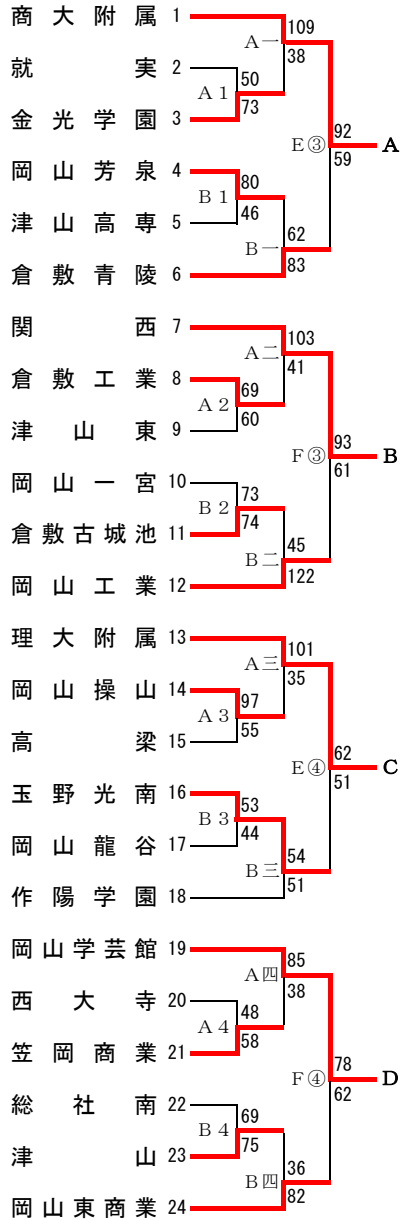 商大附属 1
109
A一
38
就実 2
50
A1
73
金光学園 3
92
E③ A
59
岡山芳泉 4
80
B1
46
津山高専 5
62
B一
83
倉敷青陵 6
関西 7
103
A二
41
倉敷工業 8
69
A2
60
津山東 9
93
F③ B
61
岡山一宮 10
73
B2
74
倉敷古城池 11
45
B二
122
岡山工業 12
理大附属 13
101
A三
35
岡山操山 14
97
A3
55
高梁 15
62
E④ C
51
玉野光南 16
53
B3
44
岡山龍谷 17
54
B三
51
作陽学園 18
岡山学芸館 19
85
A四
38
西大寺 20
48
A4
58
笠岡商業 21
78
F④ D
62
総社南 22
69
B4
75
津山 23
36
B四
82
岡山東商業 24